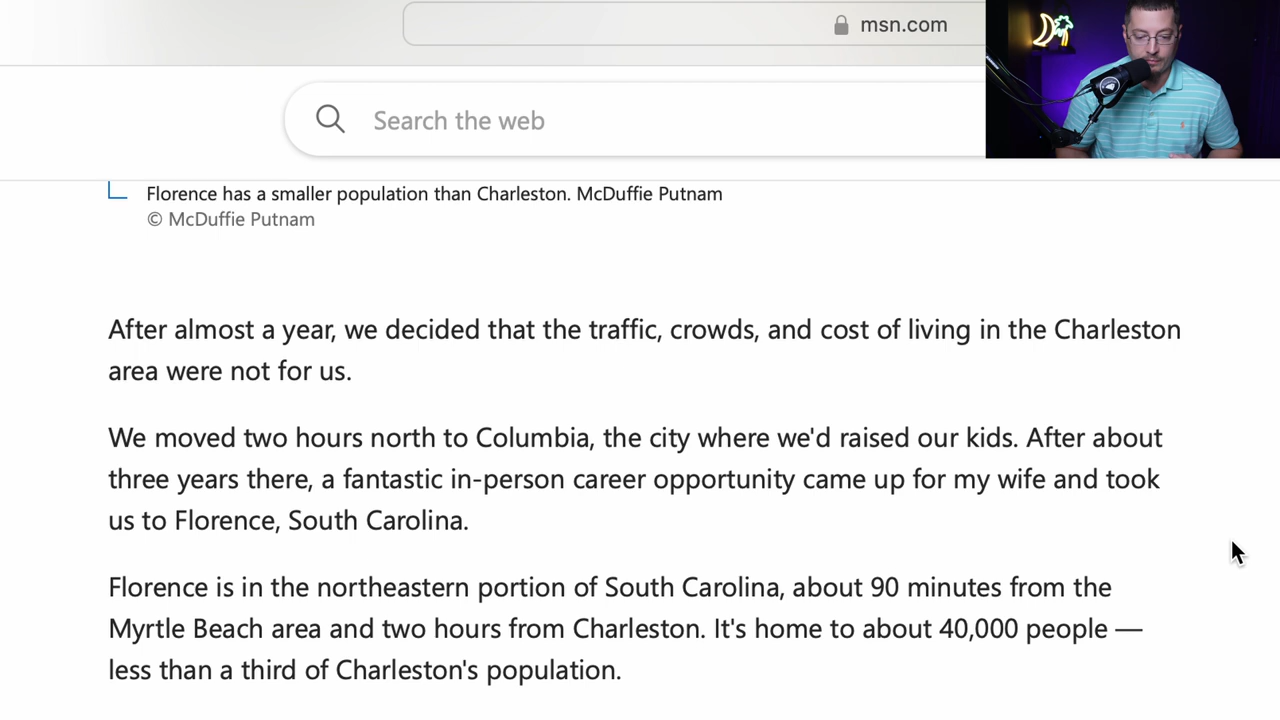 msn.com
Search the web
Florence has a smaller population than Charleston. McDuffie Putnam
© McDuffie Putnam
After almost a year, we decided that the traffic, crowds, and cost of living in the Charleston
area were not for us.
We moved two hours north to Columbia, the city where we'd raised our kids. After about
three years there, a fantastic in-person career opportunity came up for my wife and took
us to Florence, South Carolina.
Florence is in the northeastern portion of South Carolina, about 90 minutes from the
Myrtle Beach area and two hours from Charleston. It's home to about 40,000 people —
less than a third of Charleston's population.